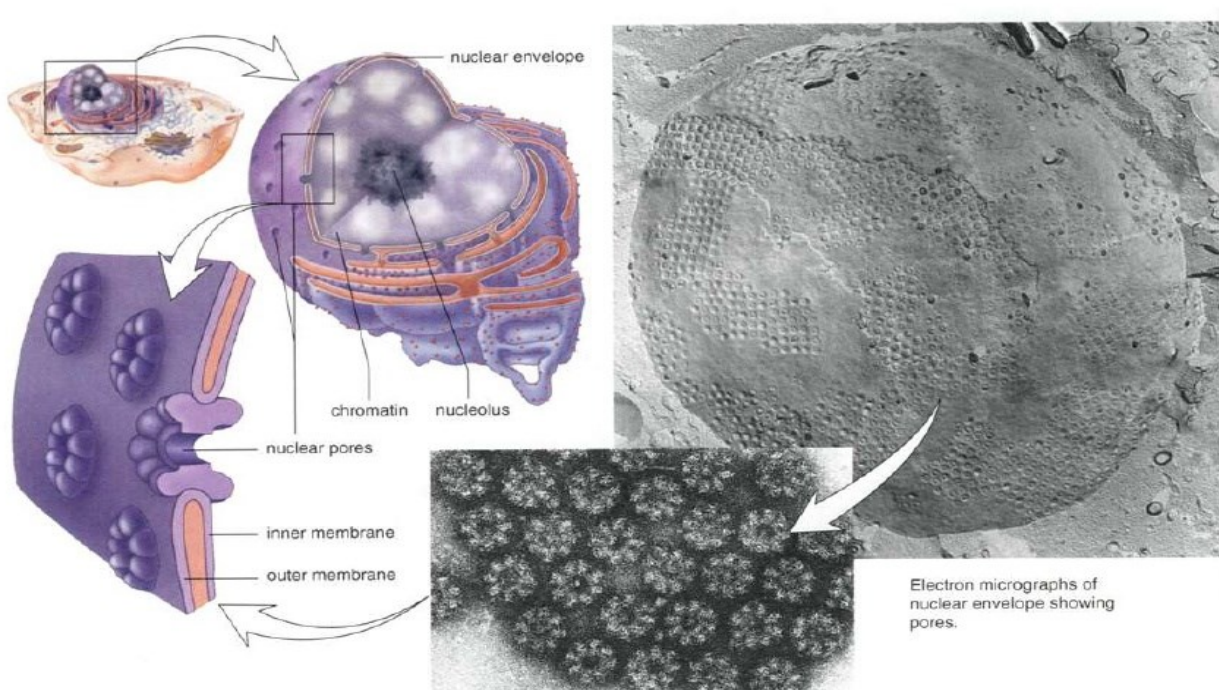 nuclear envelope
chromatin
nucleolus
nuclear pores
inner membrane
outer membrane
Electron micrographs of
nuclear envelope showing
pores.